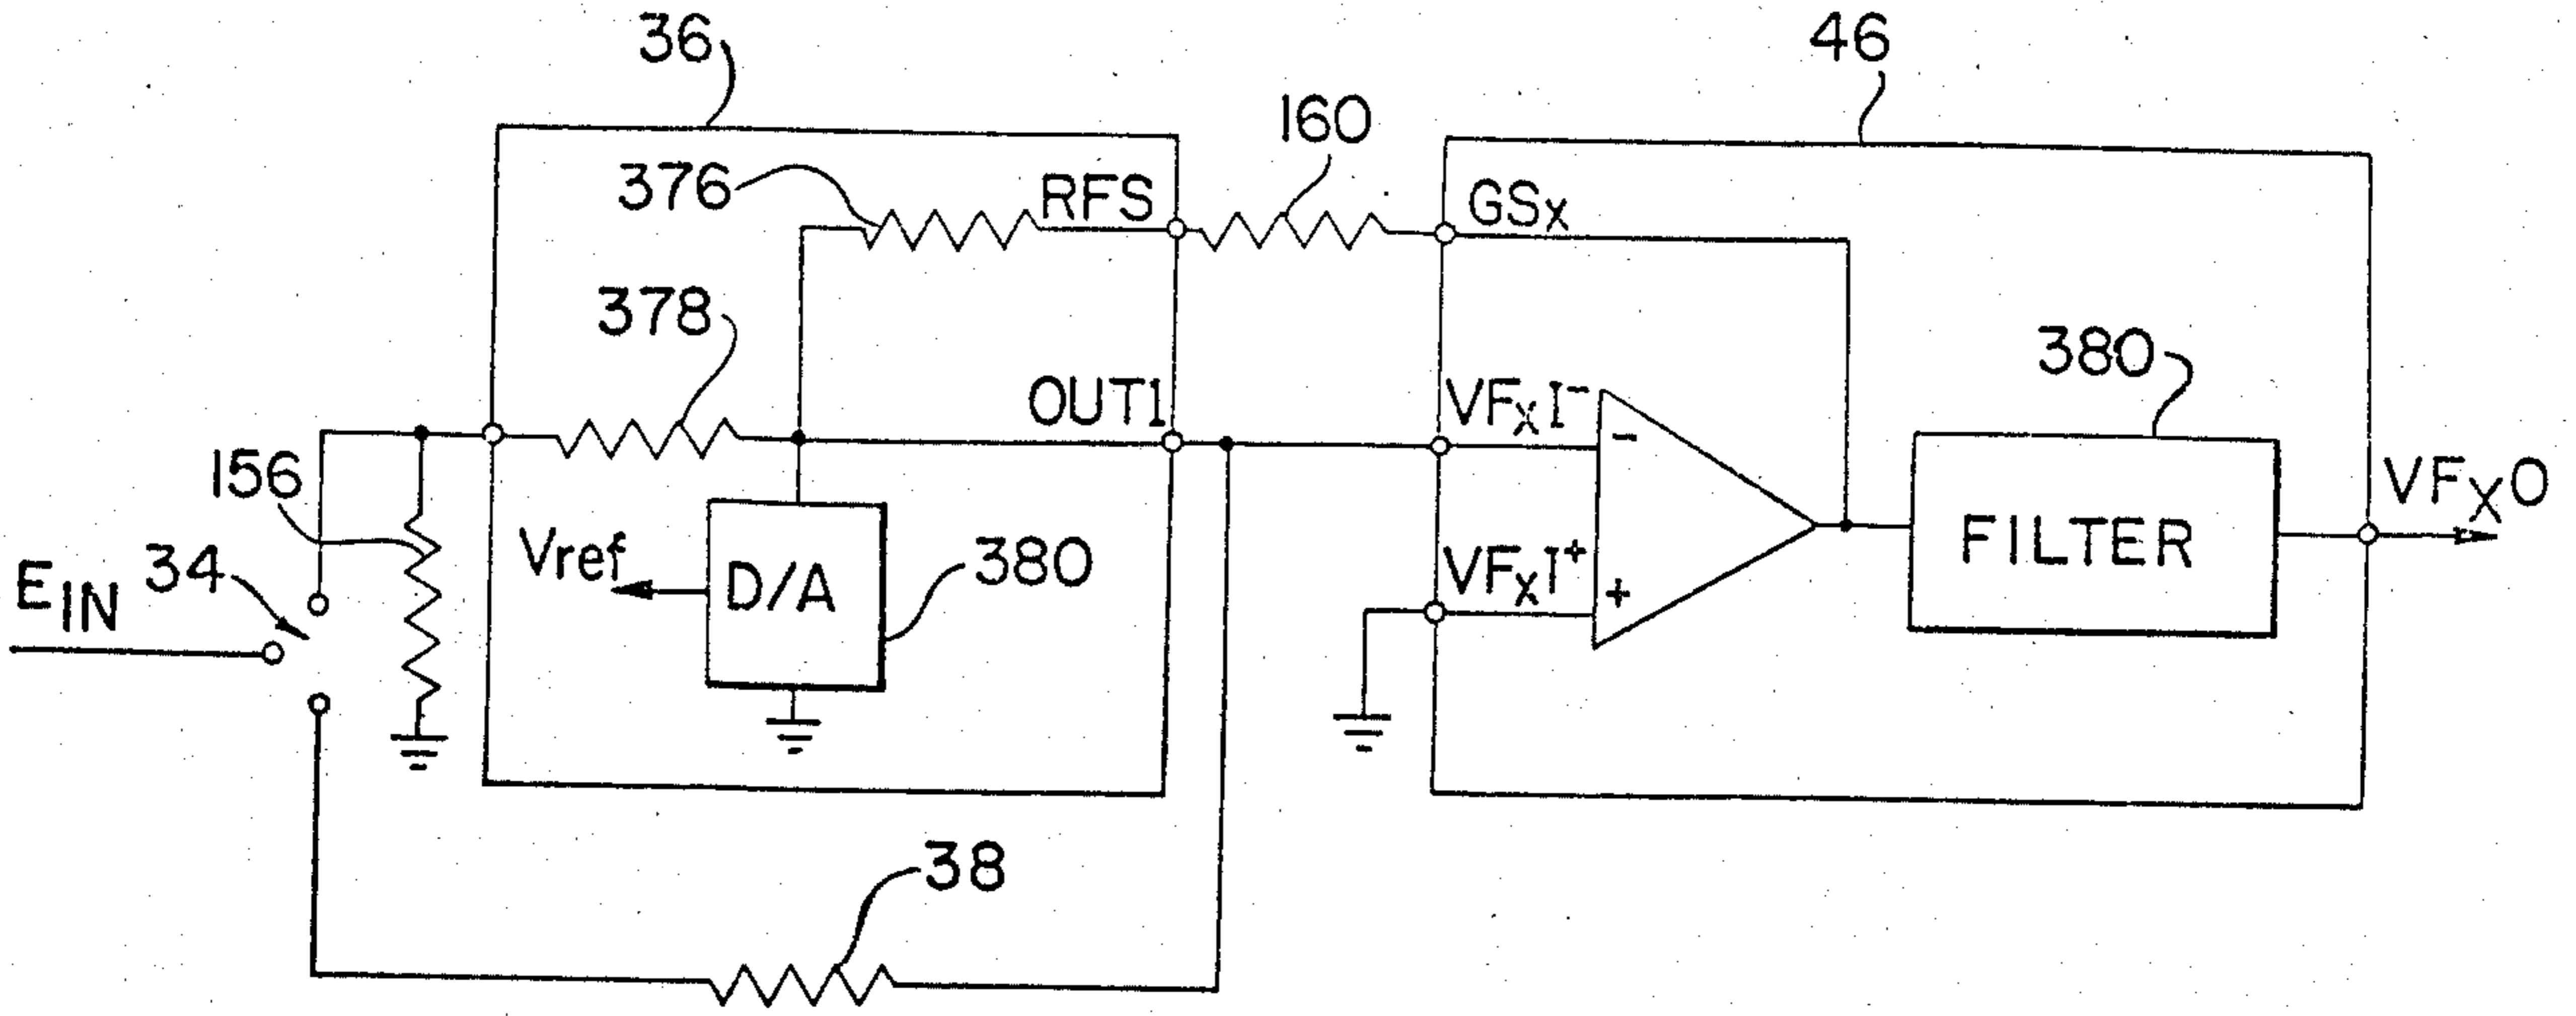 36
46
160
376
RFS
GSx
378
380
OUT1
VFxI-
156
VFxO
-
34
Vref
D/A
380
VFxI+
FILTER
EIN
+
38